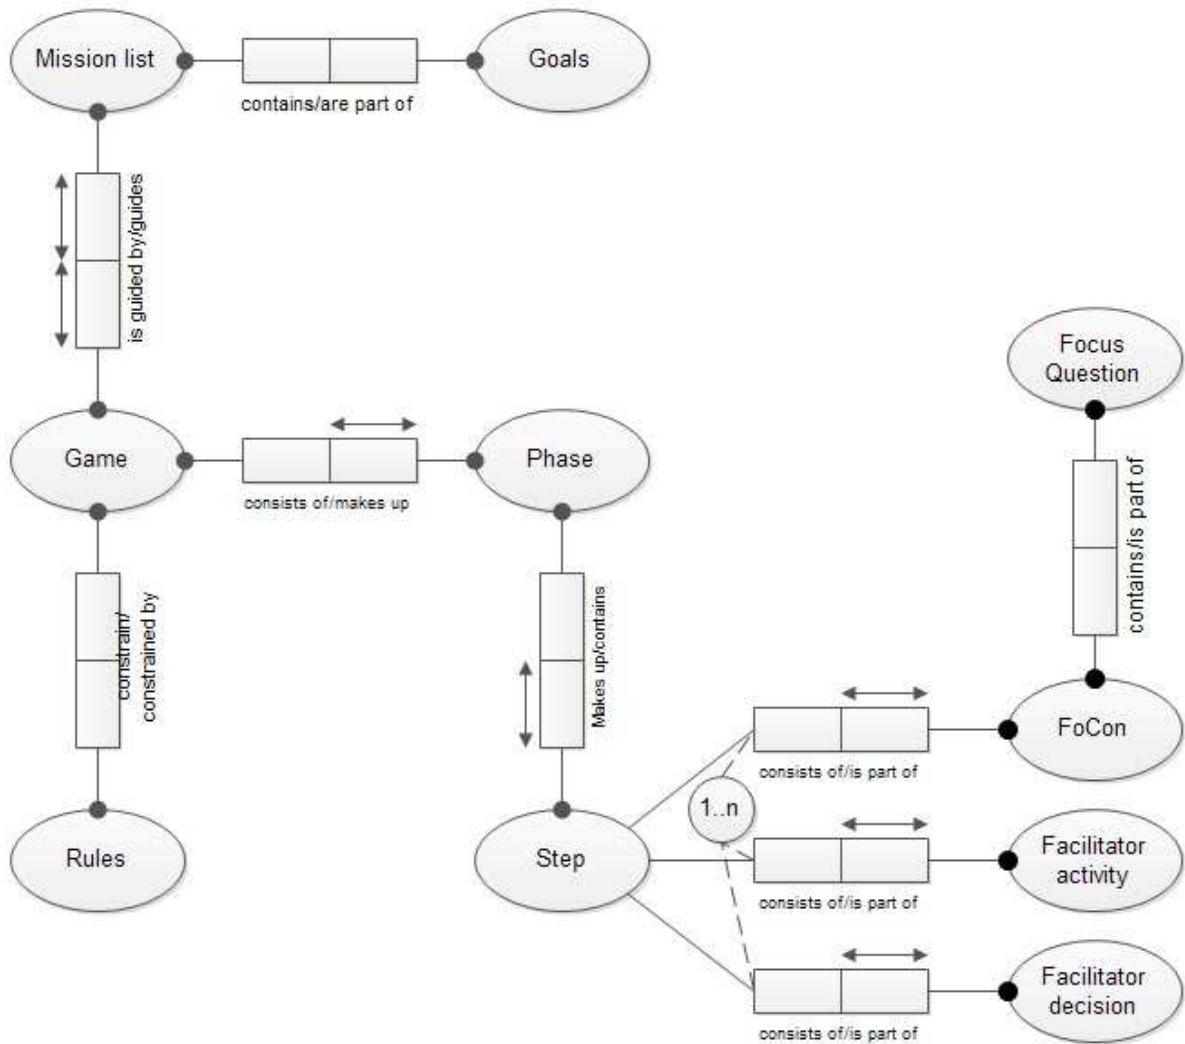 Mission list
Goals
contains/are part of
is guided by/guides
Focus
Question
Game
Phase
consists of/makes up
contains/is part of
constrain/
constrained by
Makes up/contains
FoCon
consists of/is part of
1..n
Rules
Step
Facilitator
activity
consists of/is part of
Facilitator
decision
consists of/is part of